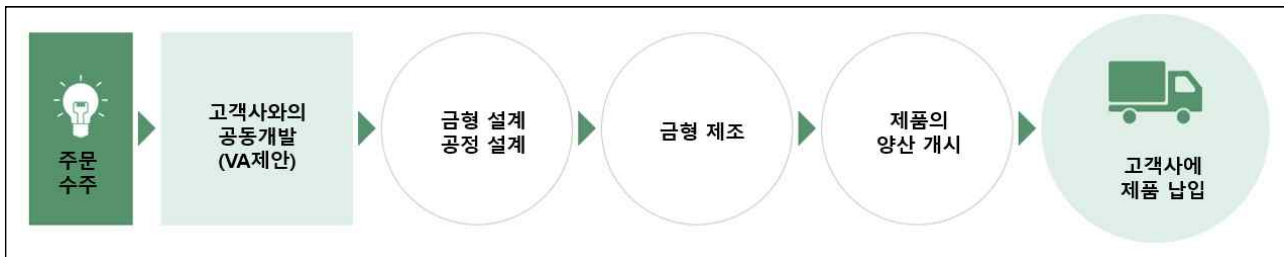 주문
수주
고객사와의
공동개발
(VA제안)
금형 설계
공정 설계
금형 제조
제품의
양산 개시
고객사에
제품 납입